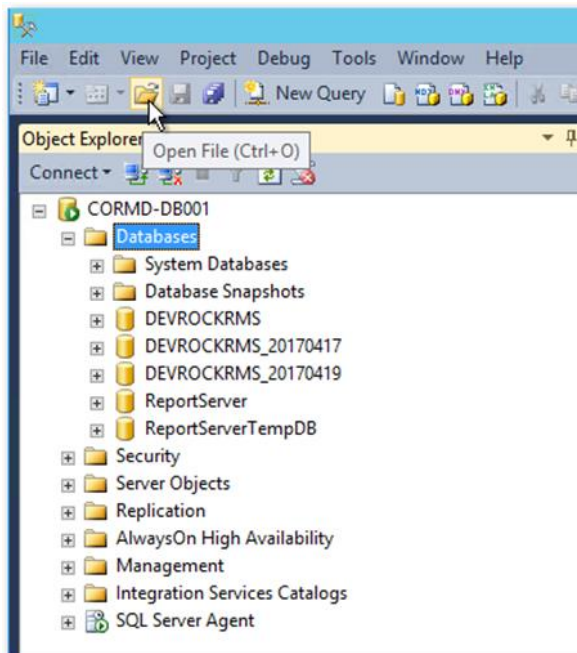 File Edit View Project Debug Tools Window Help
New Query
Object Explorer
Open File (Ctrl+O)
Connect
CORMD-DB001
Databases
System Databases
Database Snapshots
DEVROCKRMS
DEVROCKRMS_20170417
DEVROCKRMS_20170419
ReportServer
ReportServerTempDB
Security
Server Objects
Replication
AlwaysOn High Availability
Management
Integration Services Catalogs
SQL Server Agent